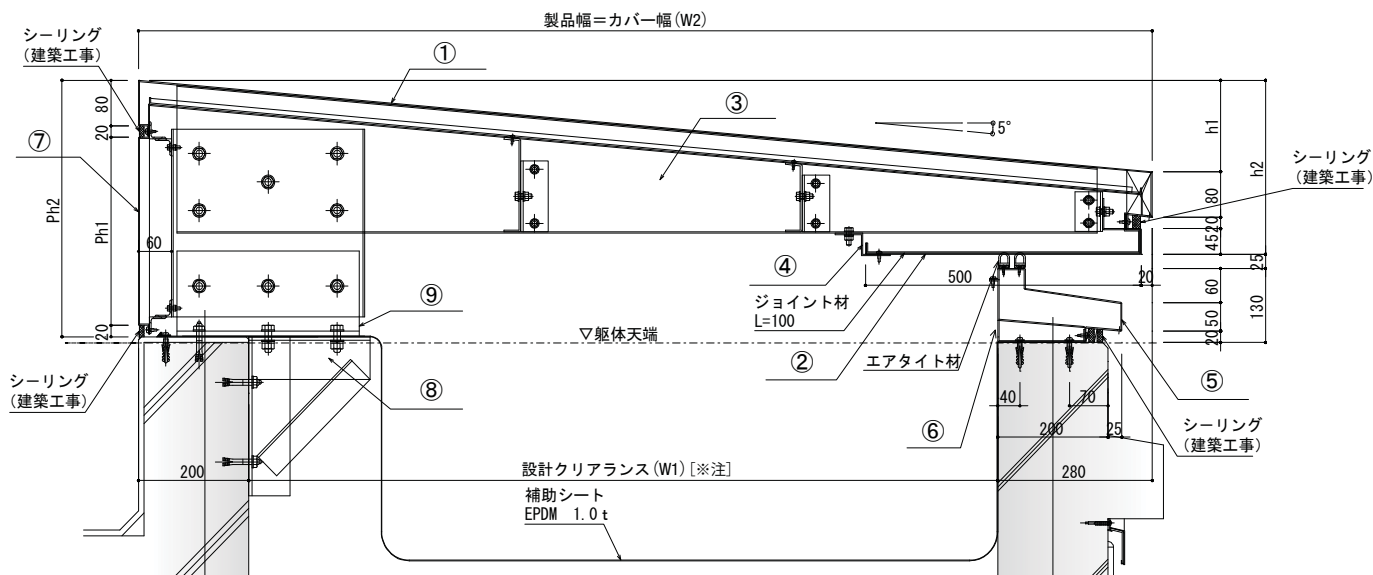 製品幅＝カバー幅(W2)
シーリング
(建築工事)
①
③
80
20
⑦
Ph2
Ph1
60
20
5°
h1
h2
シーリング
(建築工事)
80
20
45
25
④
500
20
ジョイント材
L=100
60
130
50
20
⑨
▽躯体天端
②
エアタイト材
⑤
シーリング
(建築工事)
⑧
40
70
⑥
200
25
シーリング
(建築工事)
200
設計クリアランス(W1)[※注]
280
補助シート
EPDM 1.0t